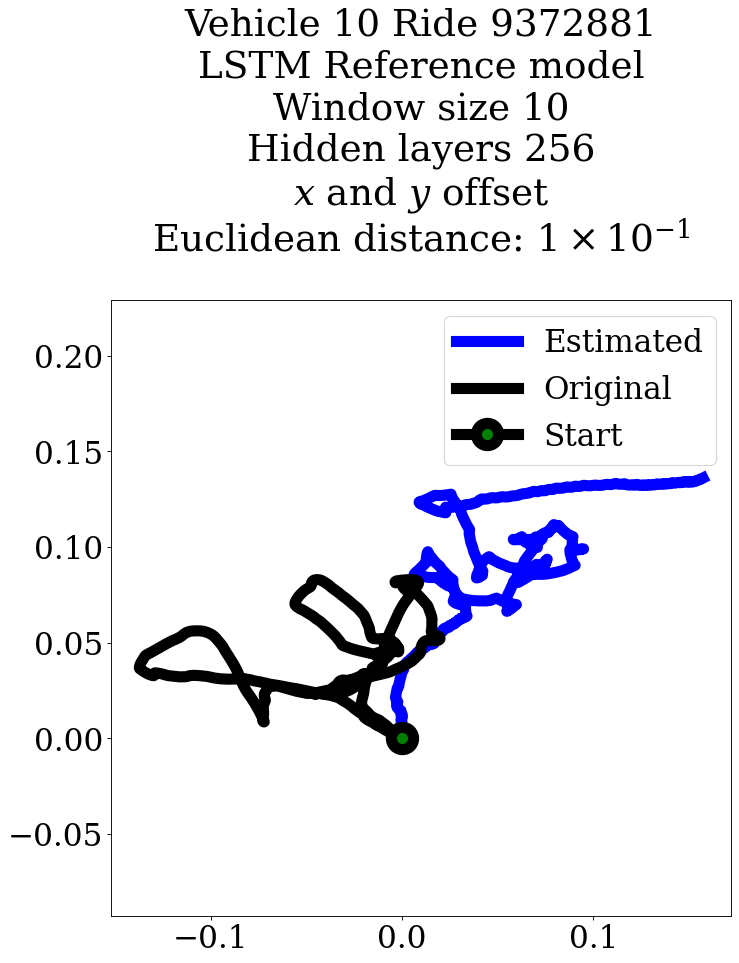 Vehicle 10 Ride 9372881
LSTM Reference model
Window size 10
Hidden layers 256
x and y offset
Euclidean distance: 1 × 10⁻¹
Estimated
Original
Start
0.20
0.15
0.10
0.05
0.00
−0.05
−0.1 0.0 0.1